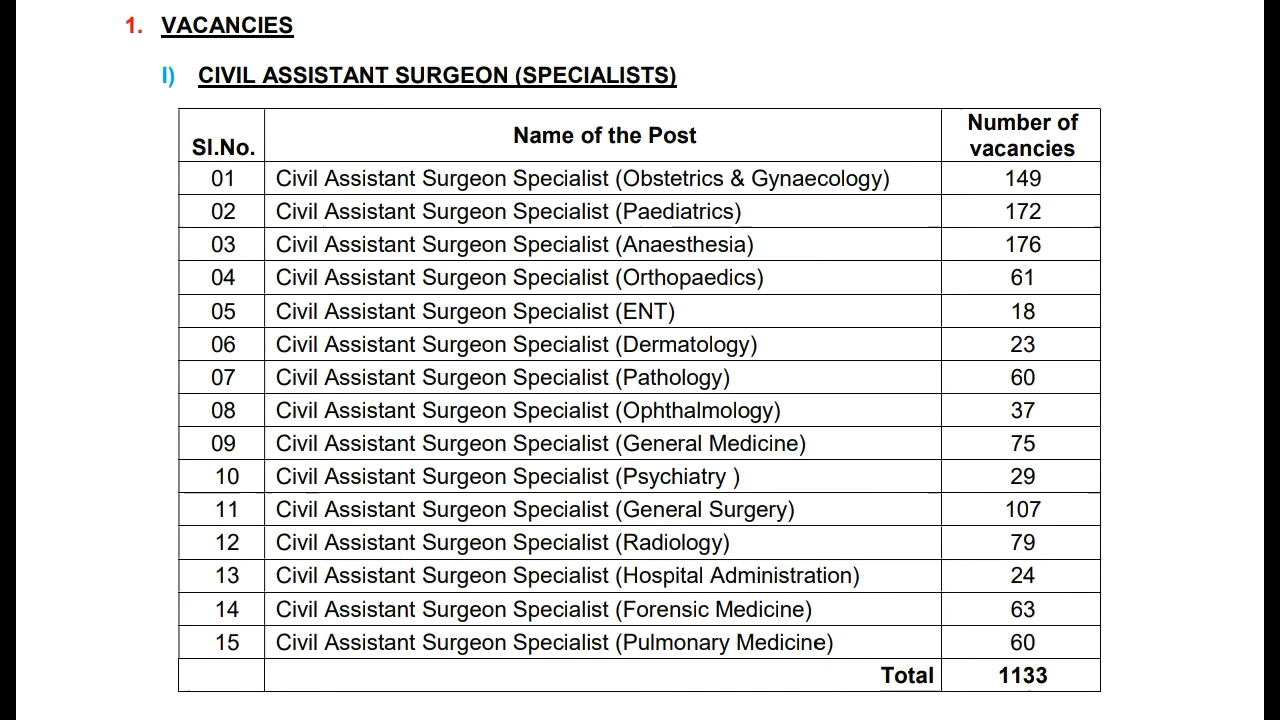 1. VACANCIES
I) CIVIL ASSISTANT SURGEON (SPECIALISTS)
Sl.No. Name of the Post Number of vacancies
01 Civil Assistant Surgeon Specialist (Obstetrics & Gynaecology) 149
02 Civil Assistant Surgeon Specialist (Paediatrics) 172
03 Civil Assistant Surgeon Specialist (Anaesthesia) 176
04 Civil Assistant Surgeon Specialist (Orthopaedics) 61
05 Civil Assistant Surgeon Specialist (ENT) 18
06 Civil Assistant Surgeon Specialist (Dermatology) 23
07 Civil Assistant Surgeon Specialist (Pathology) 60
08 Civil Assistant Surgeon Specialist (Ophthalmology) 37
09 Civil Assistant Surgeon Specialist (General Medicine) 75
10 Civil Assistant Surgeon Specialist (Psychiatry ) 29
11 Civil Assistant Surgeon Specialist (General Surgery) 107
12 Civil Assistant Surgeon Specialist (Radiology) 79
13 Civil Assistant Surgeon Specialist (Hospital Administration) 24
14 Civil Assistant Surgeon Specialist (Forensic Medicine) 63
15 Civil Assistant Surgeon Specialist (Pulmonary Medicine) 60
Total 1133